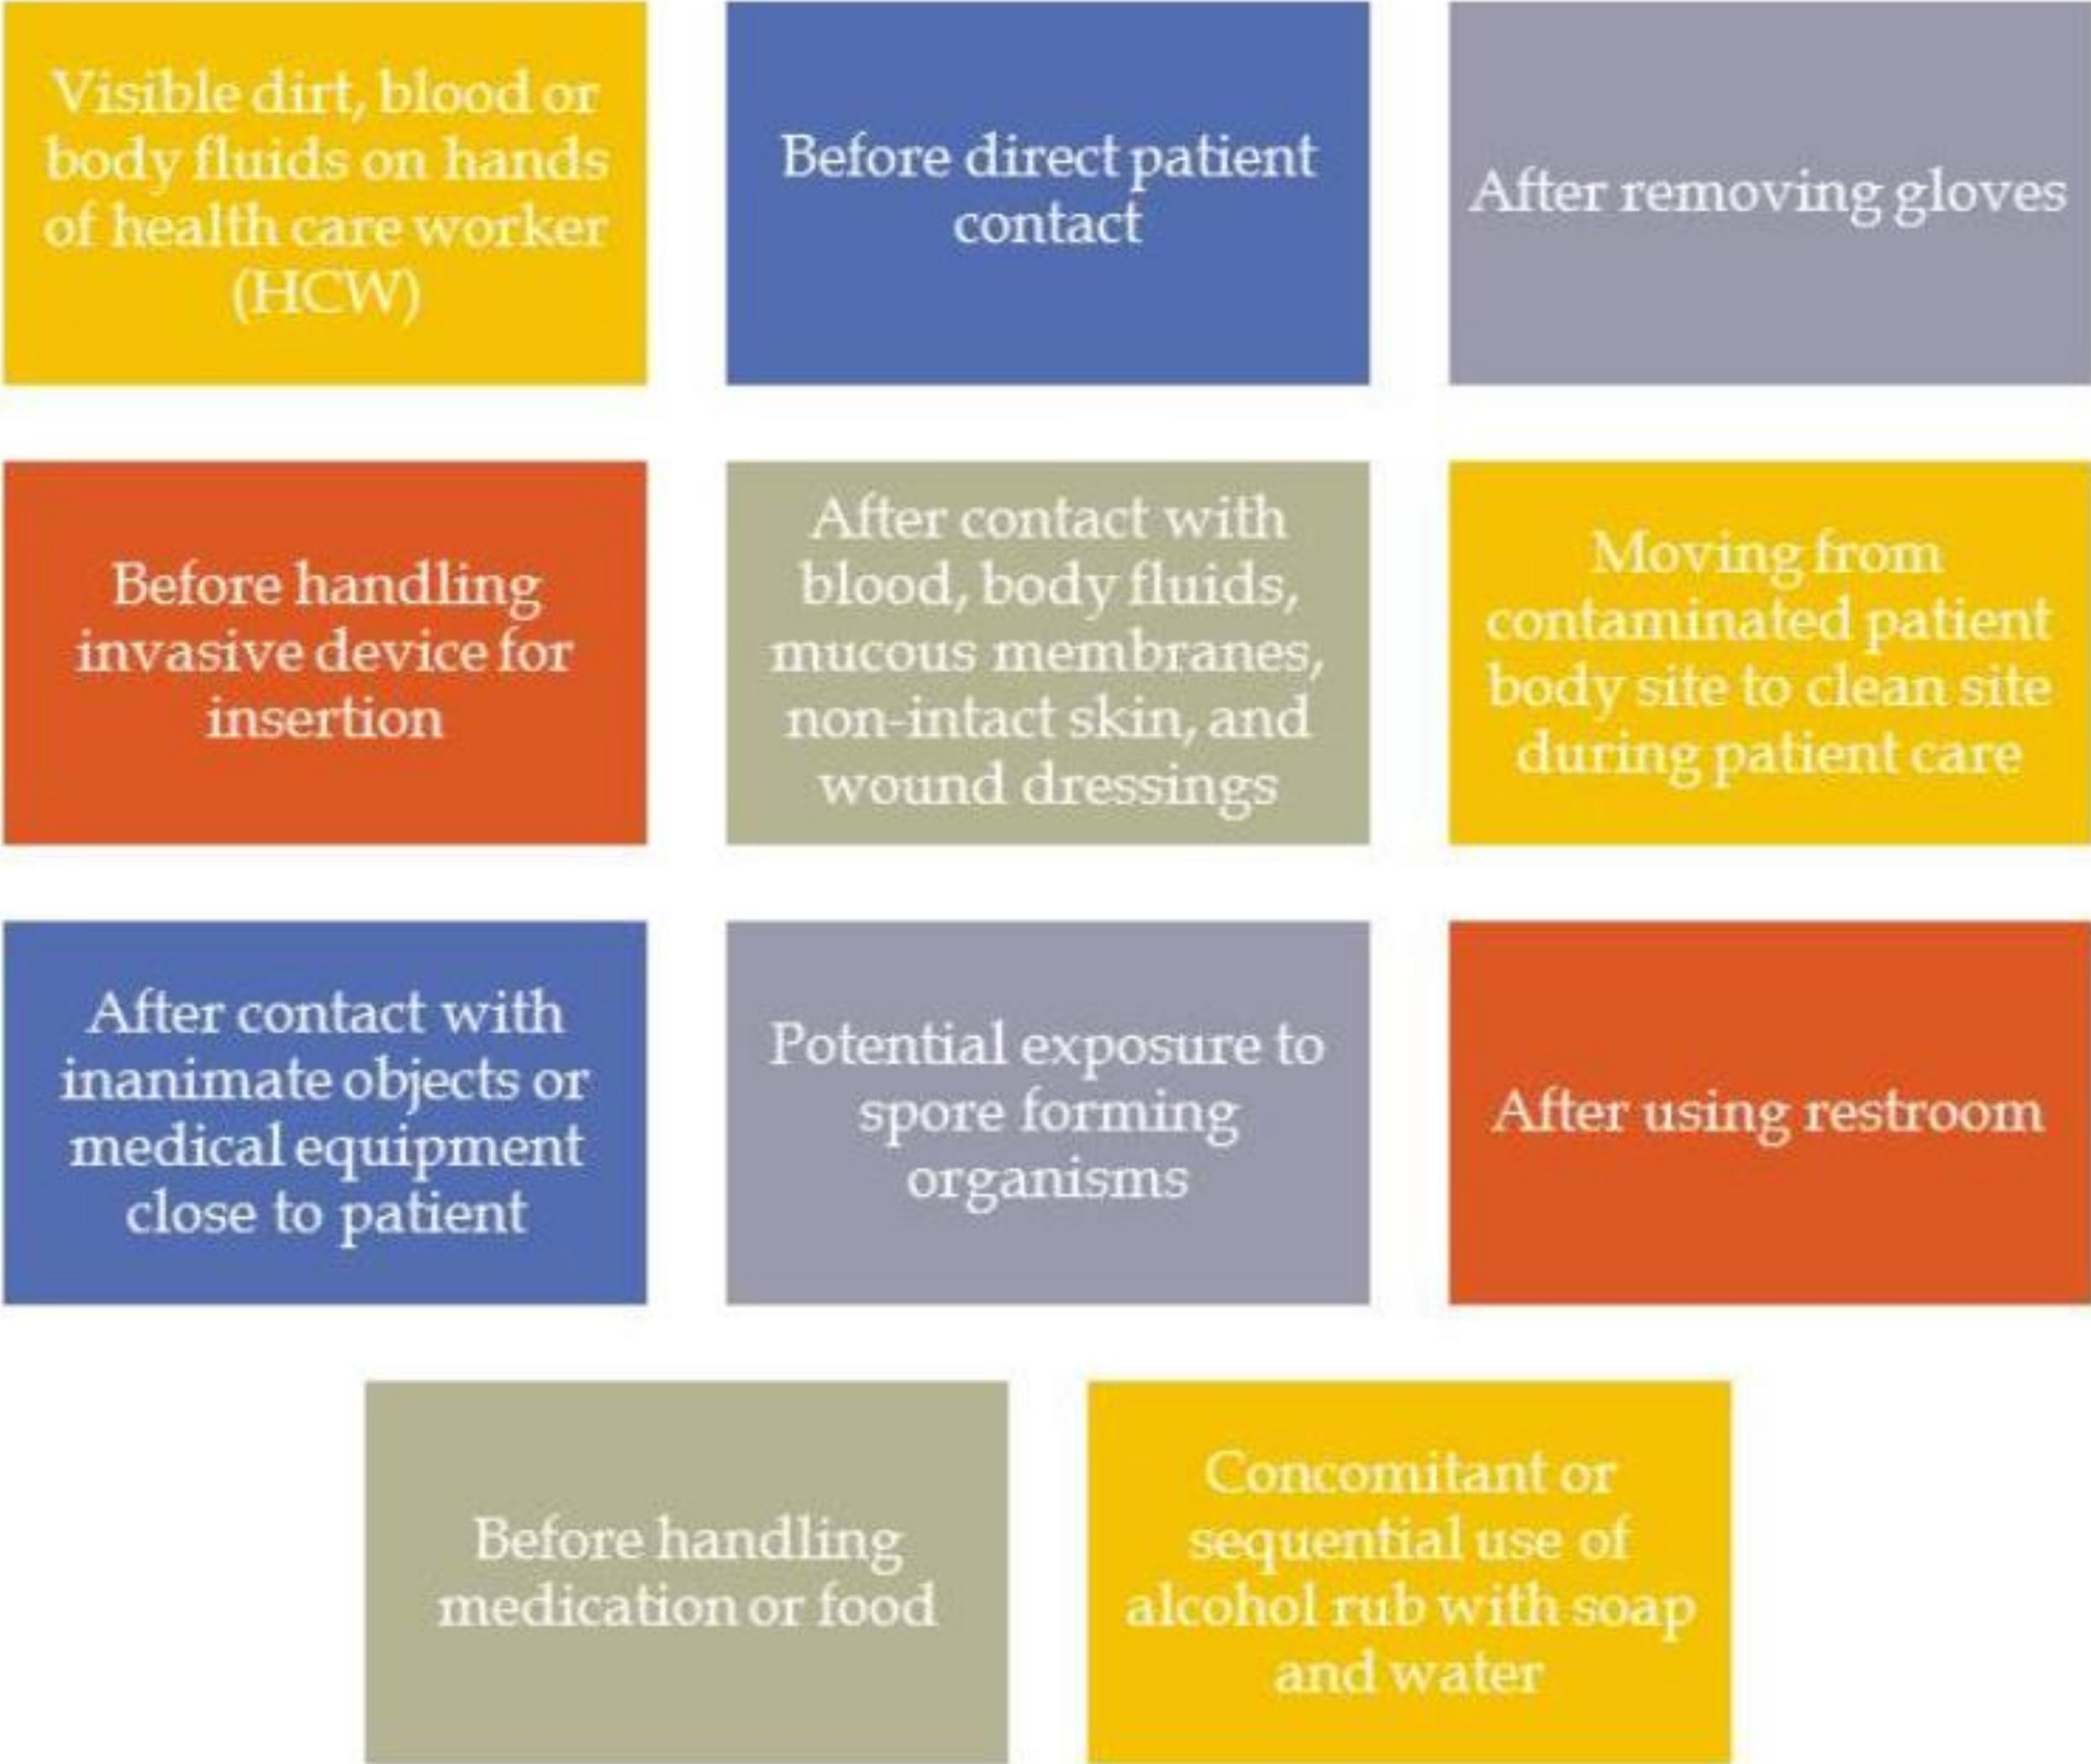 Visible dirt, blood or
body fluids on hands
of health care worker
(HCW)
Before direct patient
contact
After removing gloves
Before handling
invasive device for
insertion
After contact with
blood, body fluids,
mucous membranes,
non-intact skin, and
wound dressings
Moving from
contaminated patient
body site to clean site
during patient care
After contact with
inanimate objects or
medical equipment
close to patient
Potential exposure to
spore forming
organisms
After using restroom
Before handling
medication or food
Concomitant or
sequential use of
alcohol rub with soap
and water